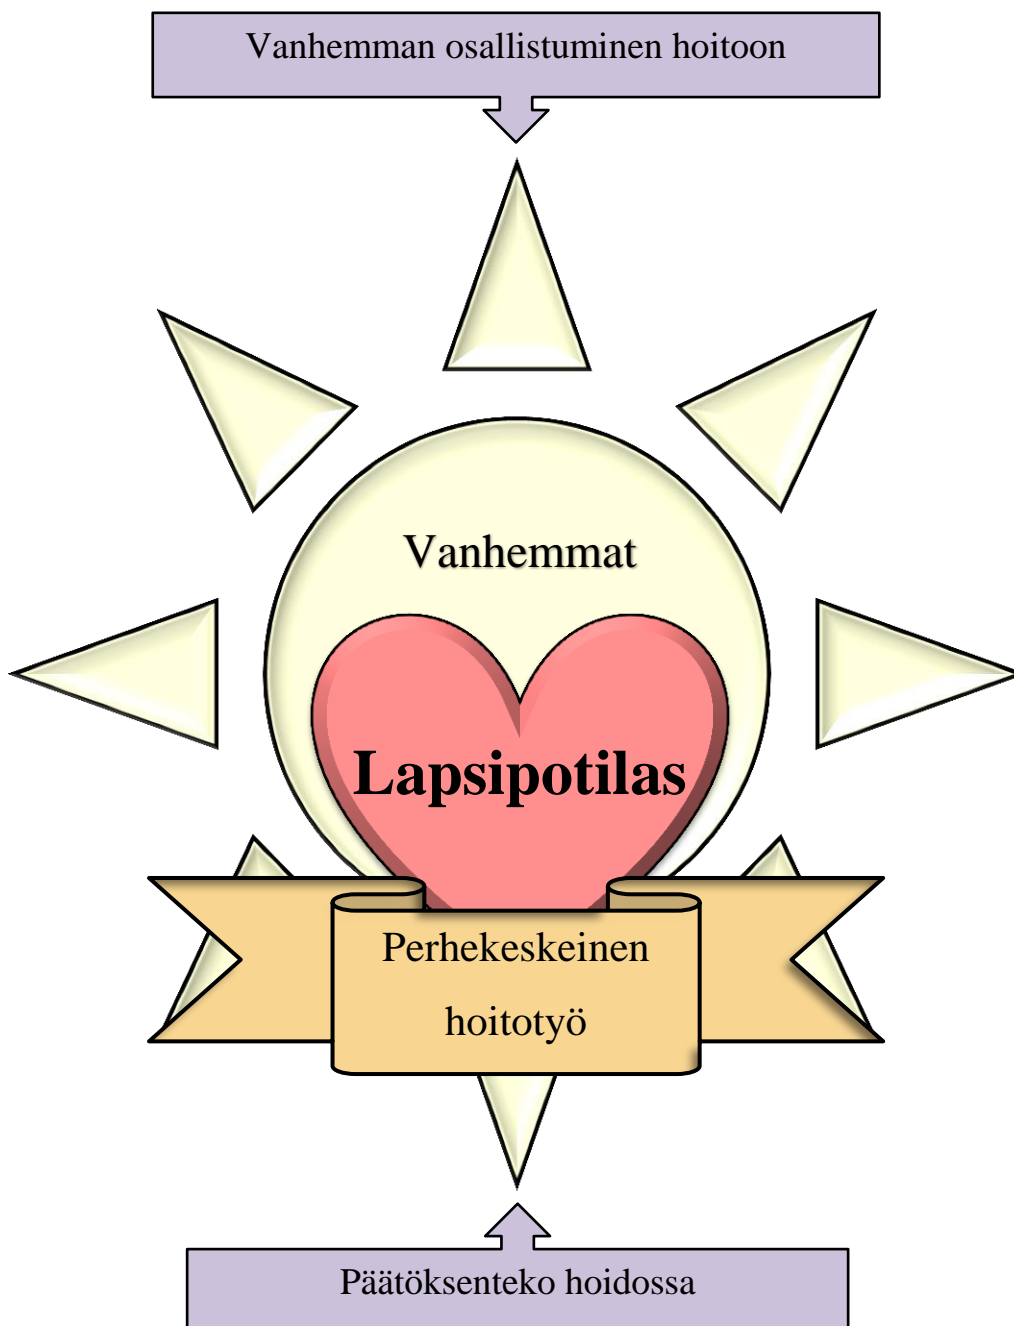 Vanhemman osallistuminen hoitoon
Vanhemmat
Lapsipotilas
Perhekeskeinen
hoitotyö
Päätöksenteko hoidossa